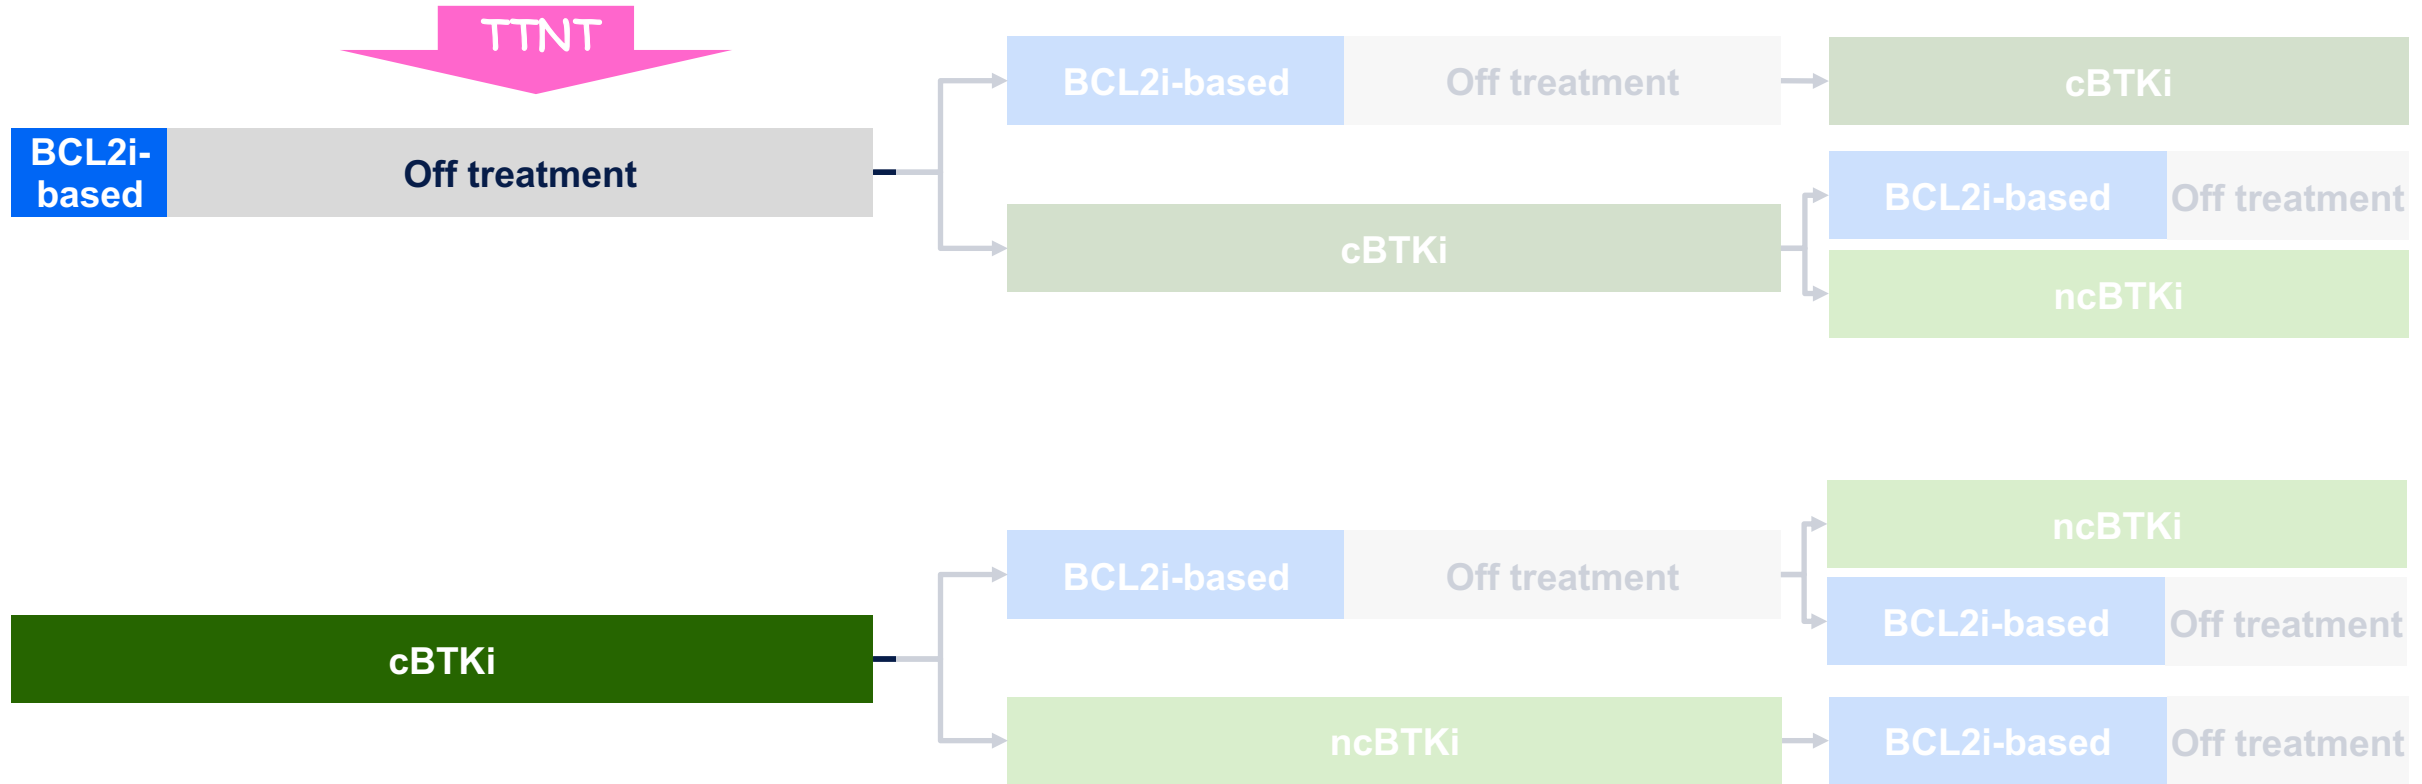 TTNT
BCL2i-based
Off treatment
cBTKi
BCL2i-
based
Off treatment
BCL2i-based
Off treatment
cBTKi
ncBTKi
ncBTKi
BCL2i-based
Off treatment
BCL2i-based
Off treatment
cBTKi
ncBTKi
BCL2i-based
Off treatment